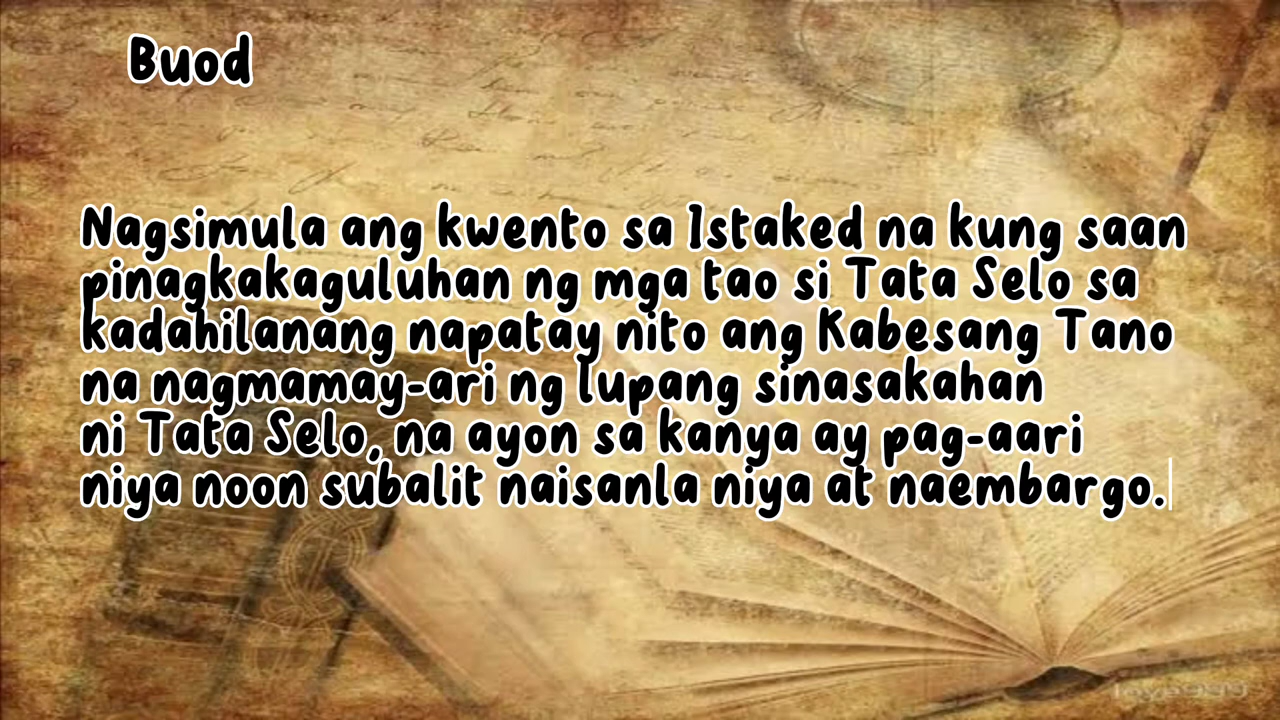 Buod
Nagsimula ang kwento sa Istaked na kung saan
pinagkakaguluhan ng mga tao si Tata Selo sa
kadahilanang napatay nito ang Kabesang Tano
na nagmamay-ari ng lupang sinasakahan
ni Tata Selo, na ayon sa kanya ay pag-aari
niya noon subalit naisanla niya at naembargo.